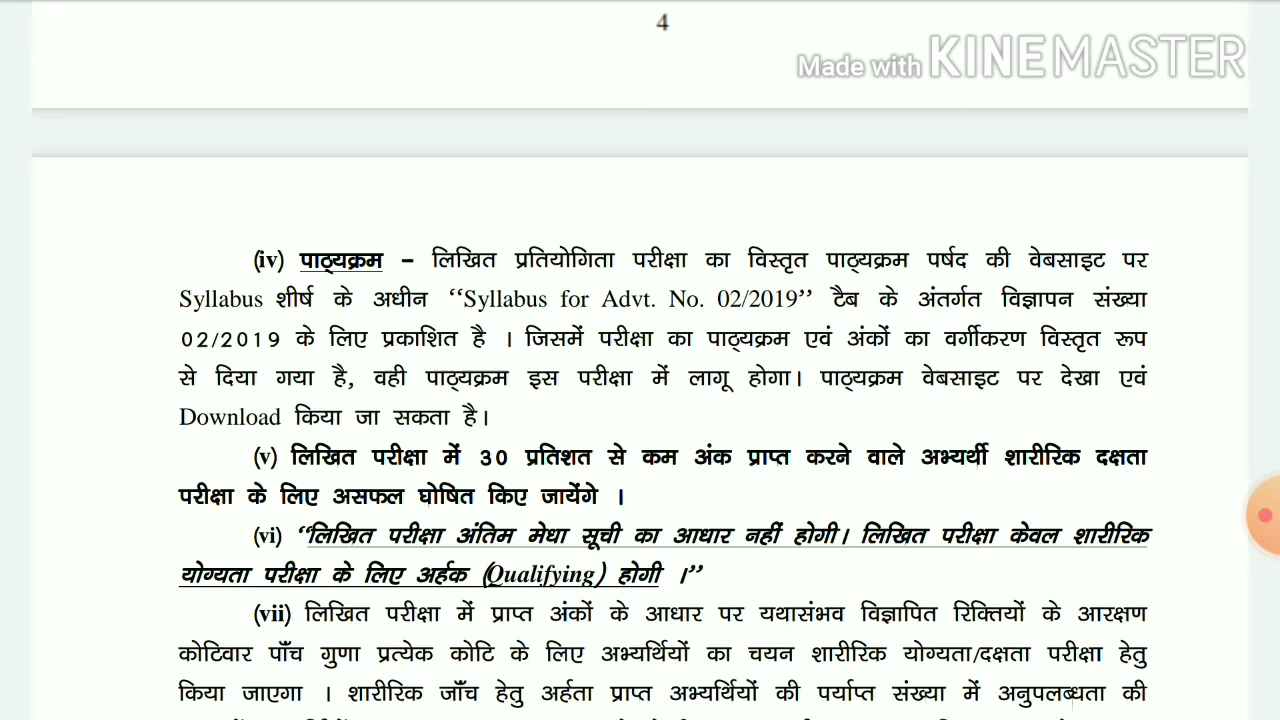 4
Made with KINEMASTER
(iv) पाठ्यक्रम – लिखित प्रतियोगिता परीक्षा का विस्तृत पाठ्यक्रम पर्षद की वेबसाइट पर
Syllabus शीर्ष के अधीन ‘‘Syllabus for Advt. No. 02/2019’’ टैब के अंतर्गत विज्ञापन संख्या
02/2019 के लिए प्रकाशित है । जिसमें परीक्षा का पाठ्यक्रम एवं अंकों का वर्गीकरण विस्तृत रूप
से दिया गया है, वही पाठ्यक्रम इस परीक्षा में लागू होगा। पाठ्यक्रम वेबसाइट पर देखा एवं
Download किया जा सकता है।
(v) लिखित परीक्षा में 30 प्रतिशत से कम अंक प्राप्त करने वाले अभ्यर्थी शारीरिक दक्षता
परीक्षा के लिए असफल घोषित किए जायेंगे ।
(vi) ‘‘लिखित परीक्षा अंतिम मेधा सूची का आधार नहीं होगी। लिखित परीक्षा केवल शारीरिक
योग्यता परीक्षा के लिए अर्हक (Qualifying) होगी ।’’
(vii) लिखित परीक्षा में प्राप्त अंकों के आधार पर यथासंभव विज्ञापित रिक्तियों के आरक्षण
कोटिवार पाँच गुणा प्रत्येक कोटि के लिए अभ्यर्थियों का चयन शारीरिक योग्यता/दक्षता परीक्षा हेतु
किया जाएगा । शारीरिक जाँच हेतु अर्हता प्राप्त अभ्यर्थियों की पर्याप्त संख्या में अनुपलब्धता की